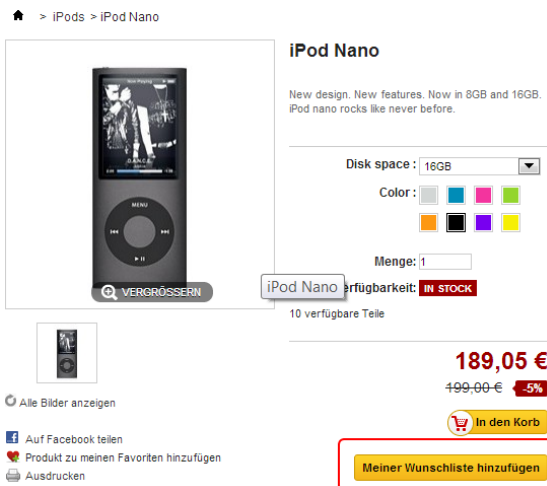 > iPods > iPod Nano
iPod Nano
New design. New features. Now in 8GB and 16GB.
iPod nano rocks like never before.
Disk space : 16GB
Color :
MENU
Menge: 1
VERGRÖSSERN
iPod Nano
erfügbarkeit: IN STOCK
10 verfügbare Teile
189,05 €
199,00 € -5%
Alle Bilder anzeigen
In den Korb
Auf Facebook teilen
Produkt zu meinen Favoriten hinzufügen
Meiner Wunschliste hinzufügen
Ausdrucken